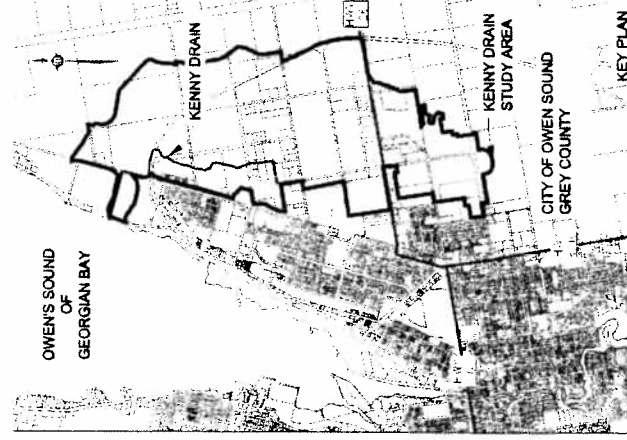 OWEN'S SOUND
OF
GEORGIAN BAY
KENNY DRAIN
KENNY DRAIN
STUDY AREA
CITY OF OWEN SOUND
GREY COUNTY
KEY PLAN